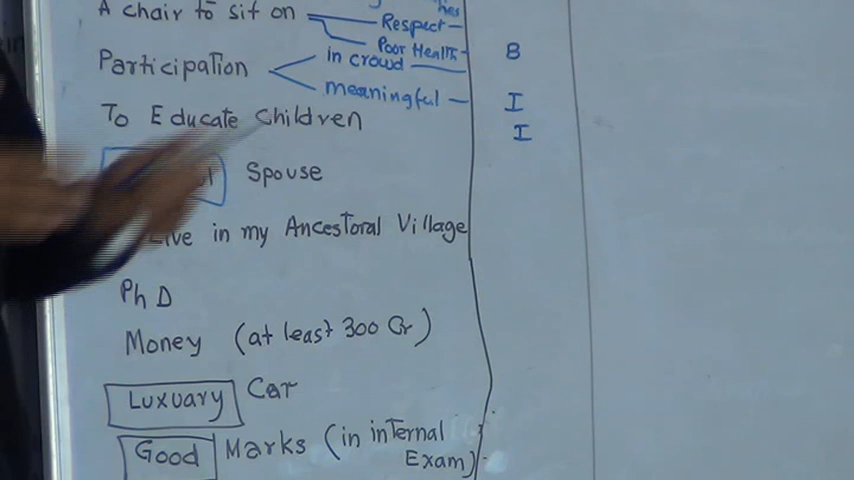 A chair to sit on
Respect
Poor Health
B
Participation
in crowd
meaningful
I
To Educate Children
I
Spouse
Live in my Ancestoral Village
Ph D
Money (at least 300 Cr)
Luxuary Car
Good Marks (in internal
Exam)